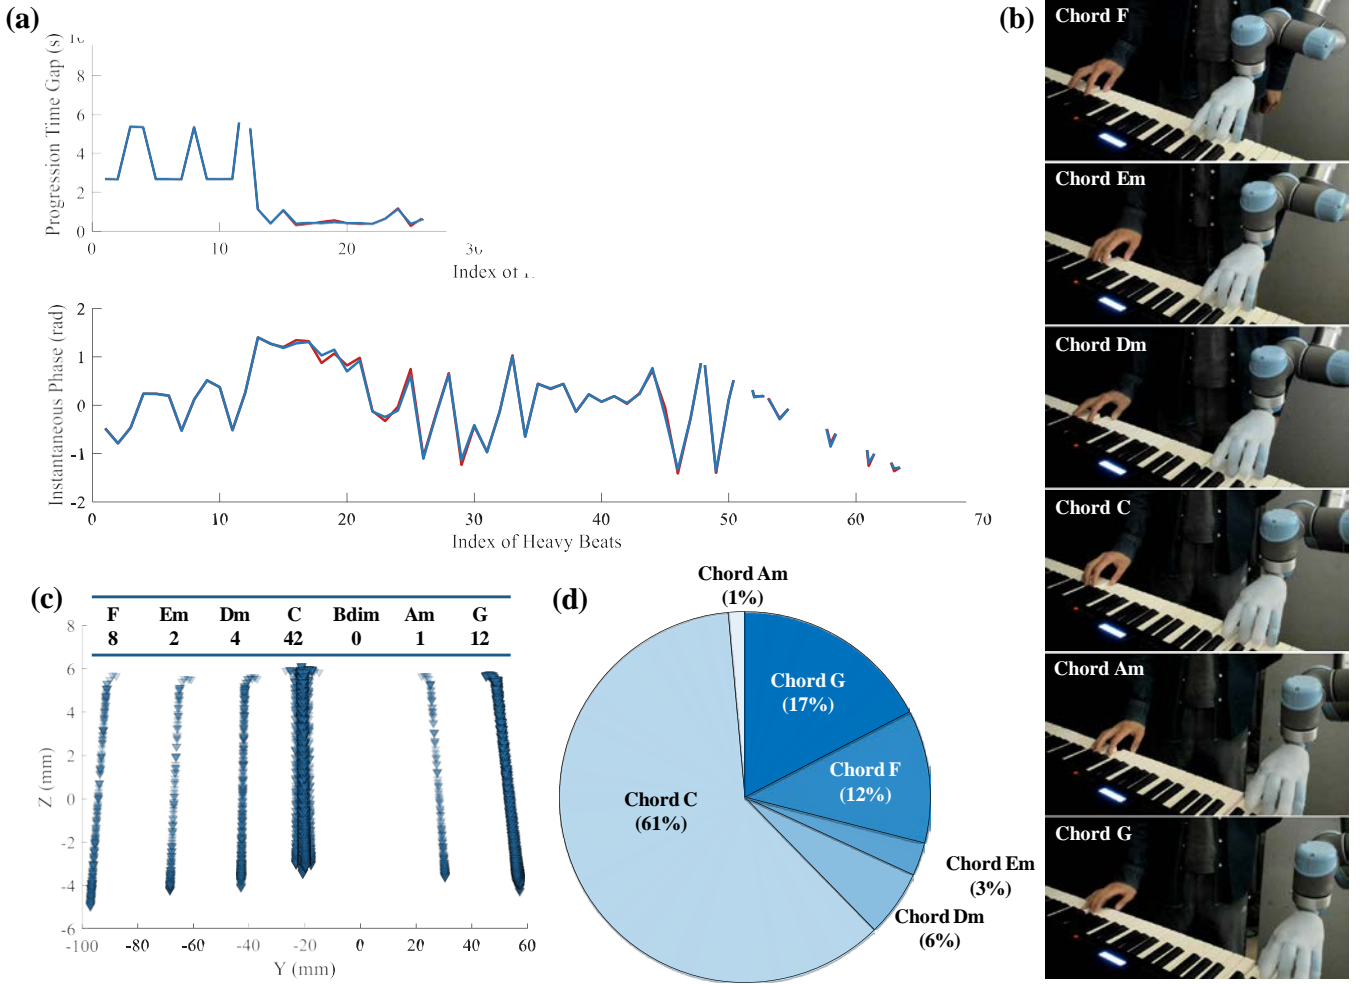 (a)
Progression Time Gap (s)
8
6
4
2
0
0 10 20
Index of
Instantaneous Phase (rad)
2
1
0
-1
-2
0 10 20 30 40 50 60 70
Index of Heavy Beats
(b)
Chord F
Chord Em
Chord Dm
Chord C
Chord Am
Chord G
(c)
F Em Dm C Bdim Am G
8 2 4 42 0 1 12
Z (mm)
8
6
4
2
0
-2
-4
-6
-100 -80 -60 -40 -20 0 20 40 60
Y (mm)
(d)
Chord Am
(1%)
Chord G
(17%)
Chord F
(12%)
Chord C
(61%)
Chord Em
(3%)
Chord Dm
(6%)